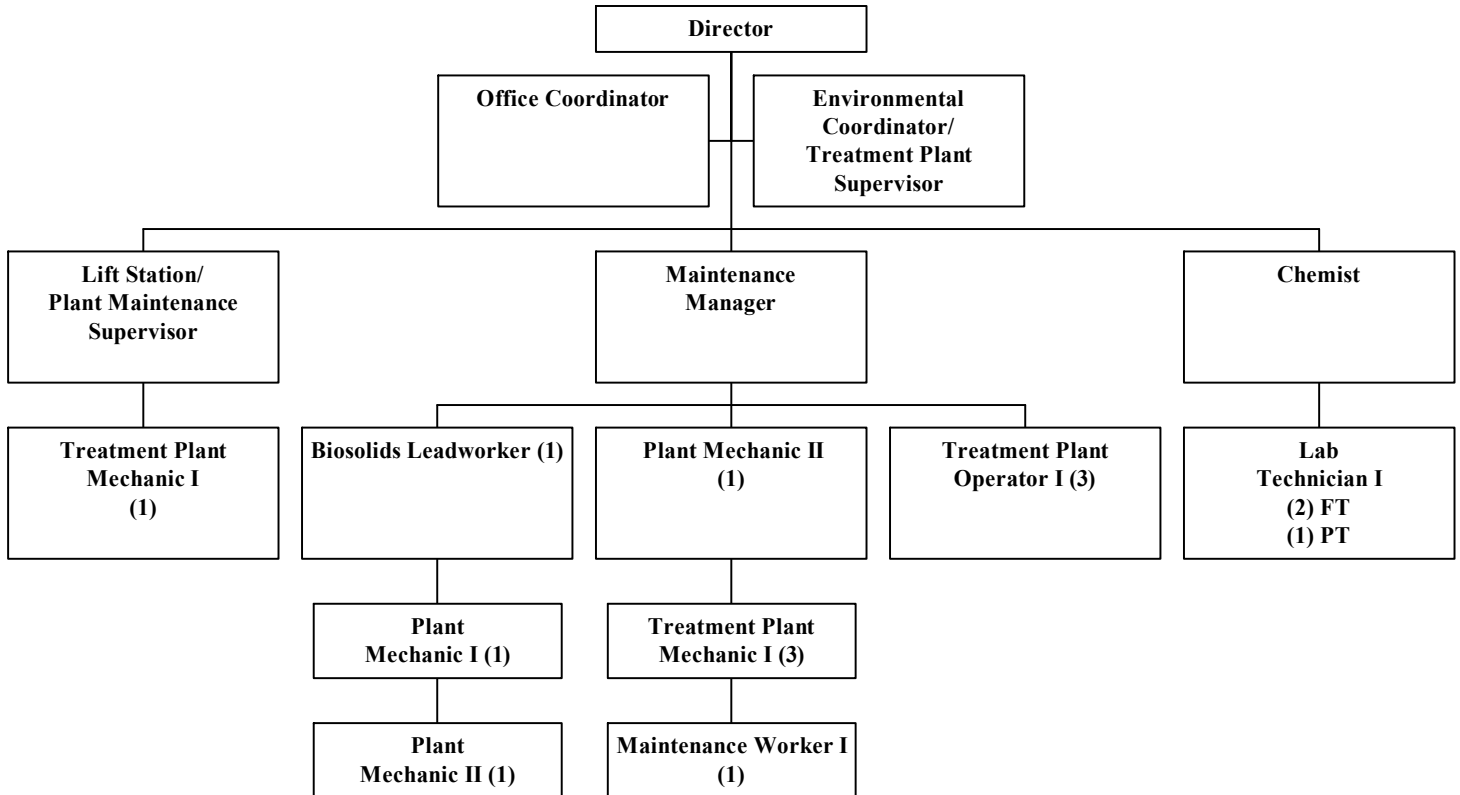 Director
Office Coordinator
Environmental
Coordinator/
Treatment Plant
Supervisor
Lift Station/
Plant Maintenance
Supervisor
Maintenance
Manager
Chemist
Treatment Plant
Mechanic I
(1)
Biosolids Leadworker (1)
Plant Mechanic II
(1)
Treatment Plant
Operator I (3)
Lab
Technician I
(2) FT
(1) PT
Plant
Mechanic I (1)
Treatment Plant
Mechanic I (3)
Plant
Mechanic II (1)
Maintenance Worker I
(1)